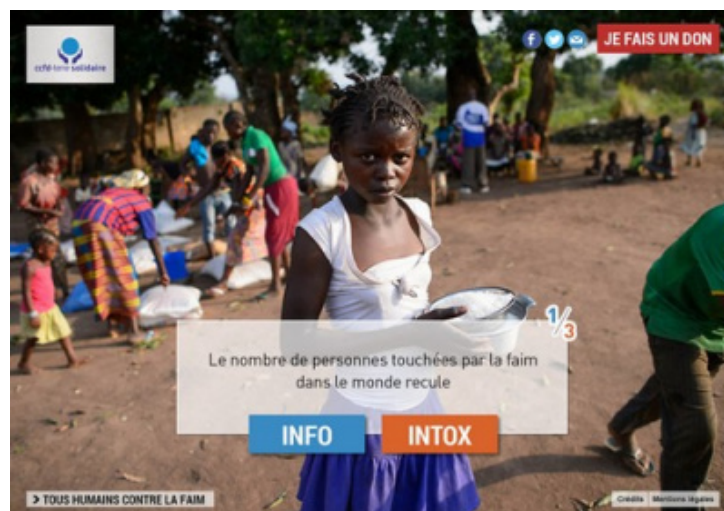 ccfd-terre solidaire
JE FAIS UN DON
1/3
Le nombre de personnes touchées par la faim
dans le monde recule
INFO
INTOX
> TOUS HUMAINS CONTRE LA FAIM
Crédits
Mentions légales